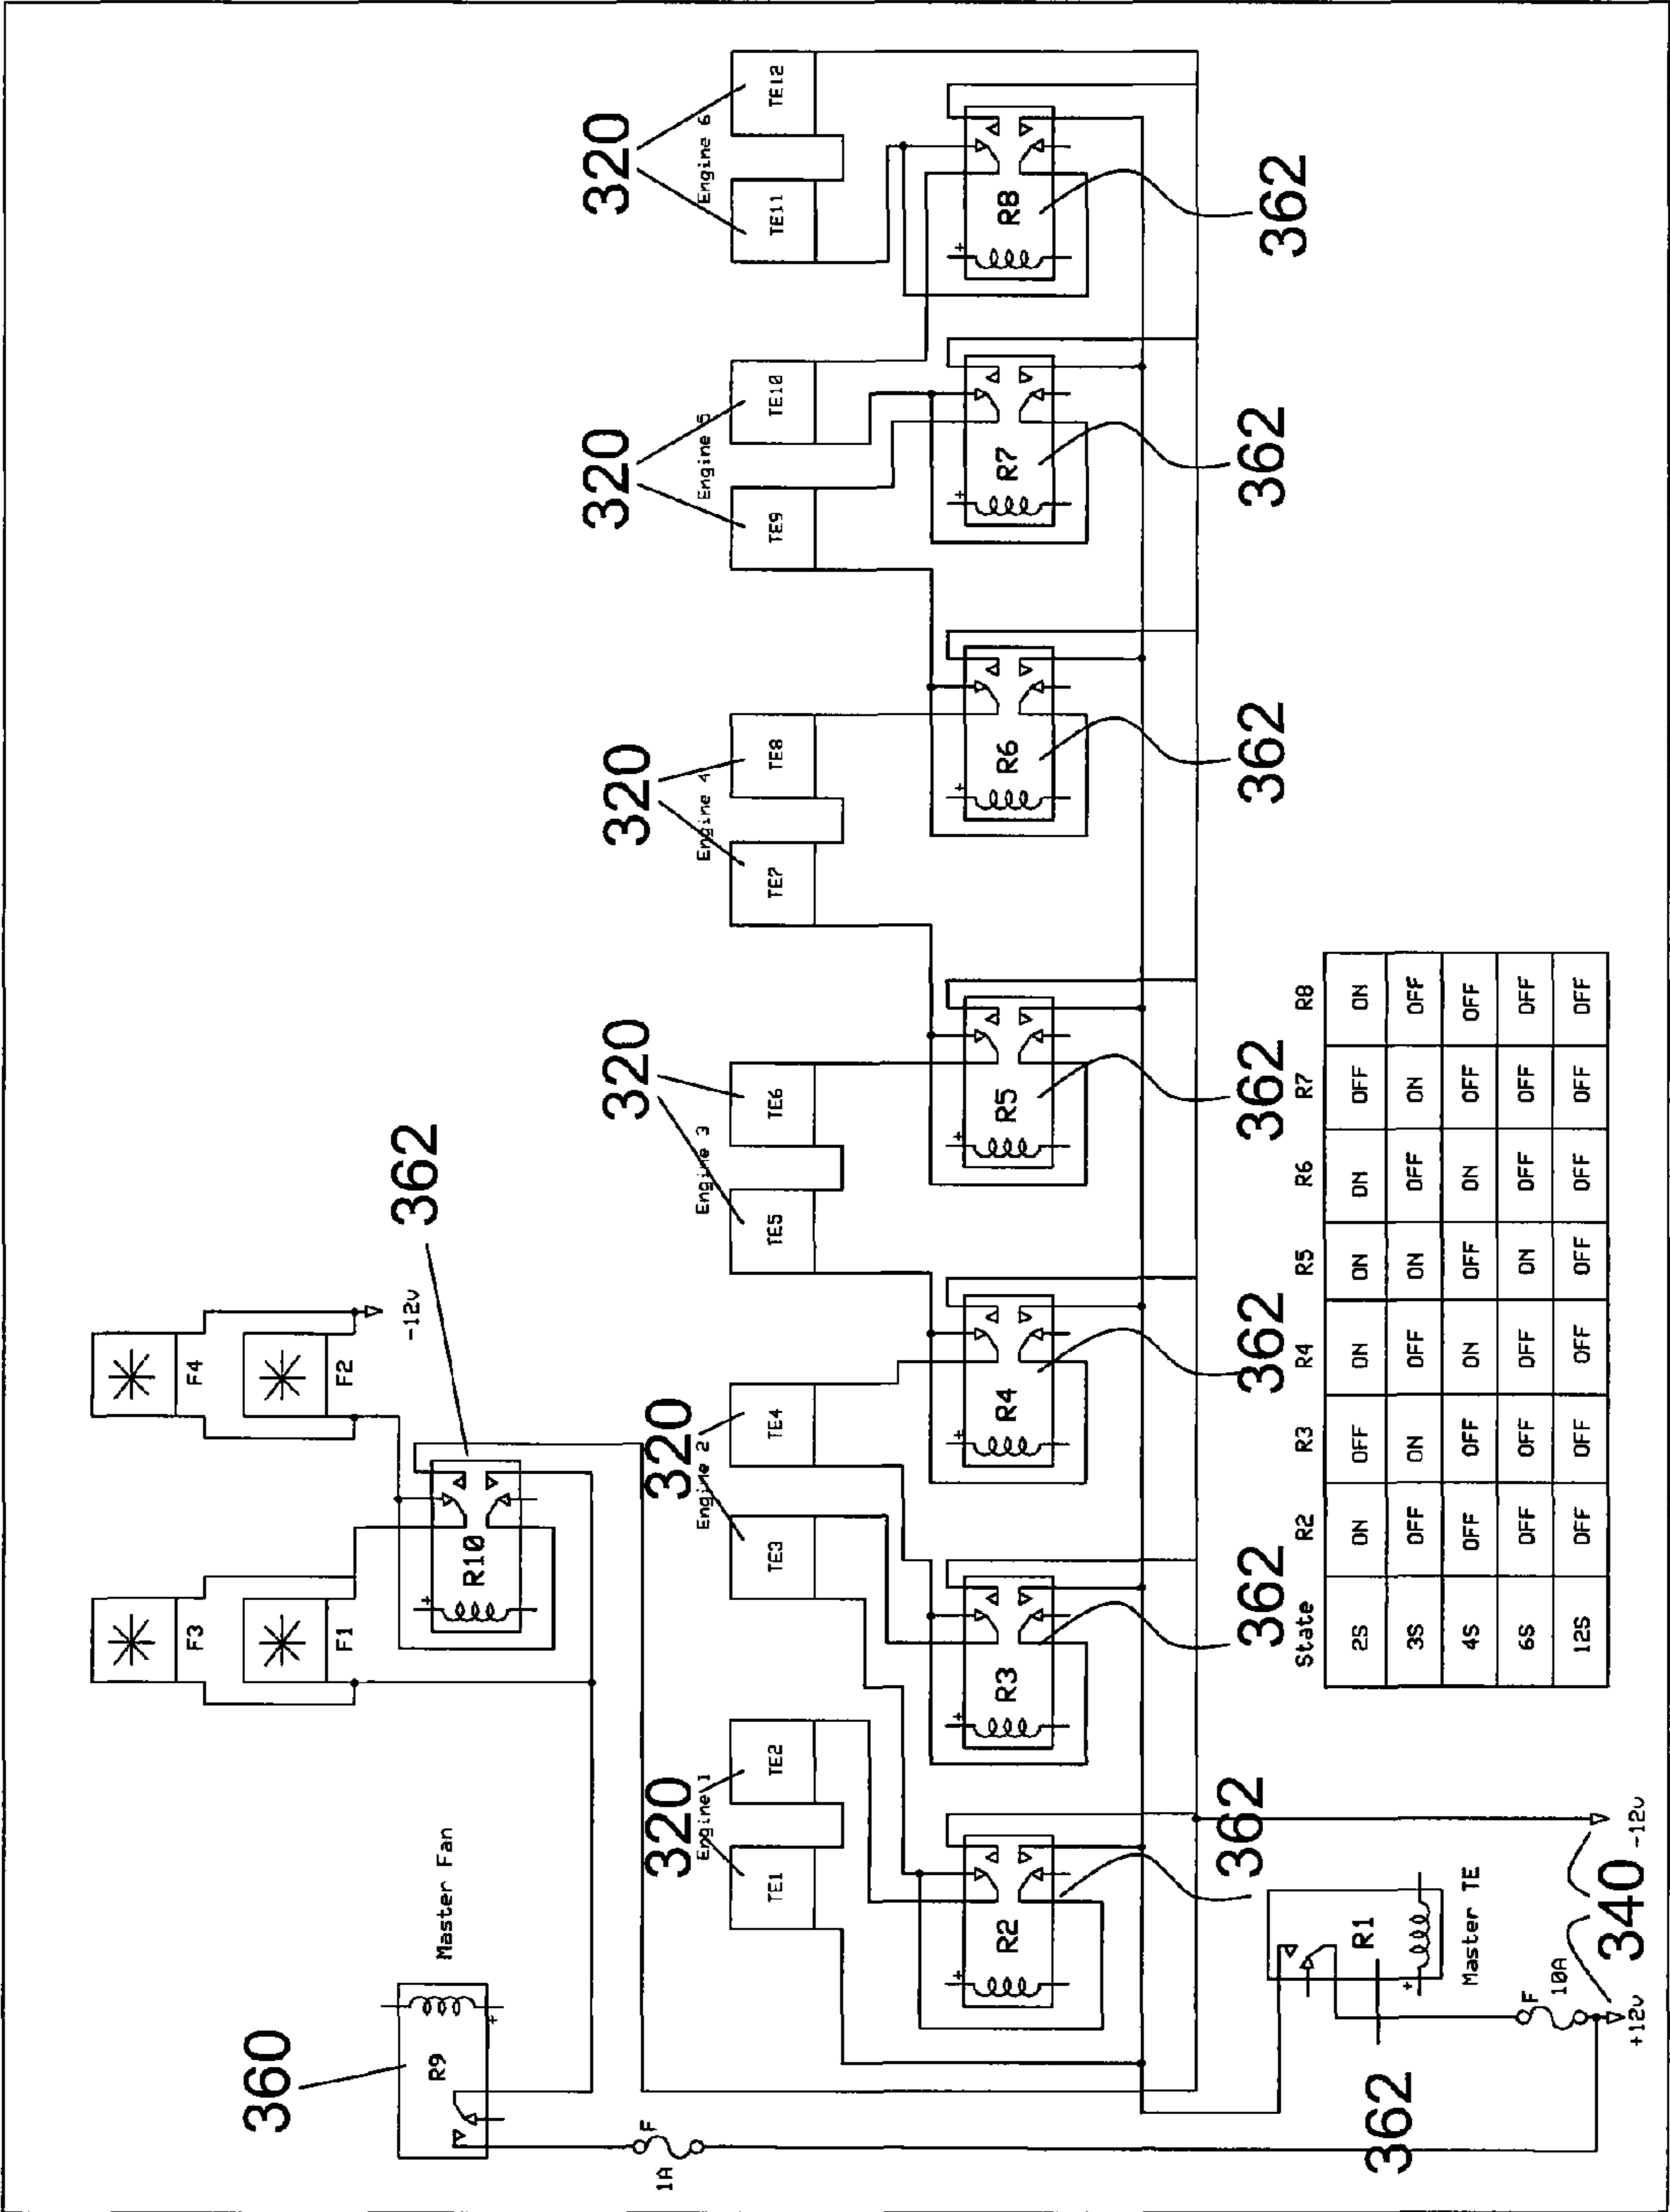 360
R9
Master Fan
1A
F
F3
F1
F4
F2
-12v
R10
362
320
Engine 1
TE1
TE2
320
Engine 2
TE3
TE4
320
Engine 3
TE5
TE6
320
Engine 4
TE7
TE8
320
Engine 5
TE9
TE10
320
Engine 6
TE11
TE12
R2
R3
R4
R5
R6
R7
R8
362
362
362
362
362
362
362
362
R1
Master TE
F
10A
+12v
-12v
340
State R2 R3 R4 R5 R6 R7 R8
2S ON OFF ON ON ON OFF ON
3S OFF ON OFF ON OFF ON OFF
4S OFF OFF ON OFF ON OFF OFF
6S OFF OFF OFF ON OFF OFF OFF
12S OFF OFF OFF OFF OFF OFF OFF